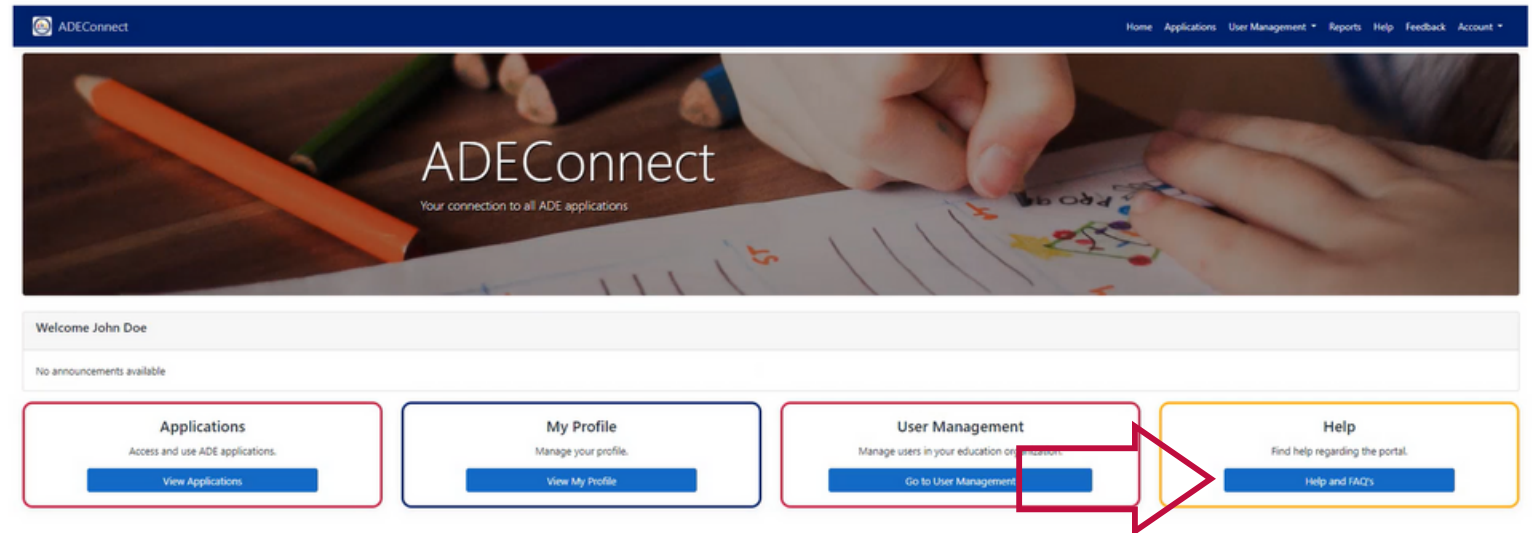 ADEConnect
Home Applications User Management Reports Help Feedback Account
ADEConnect
Your connection to all ADE applications
ST
Welcome John Doe
No announcements available
Applications
Access and use ADE applications.
View Applications
My Profile
Manage your profile.
View My Profile
User Management
Manage users in your education organization.
Go to User Management
Help
Find help regarding the portal.
Help and FAQ's